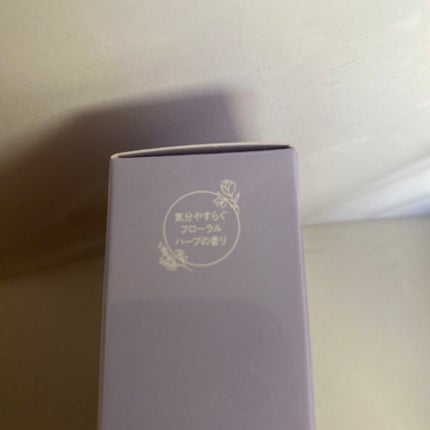 気分やすらぐ
フローラル
ハーブの香り